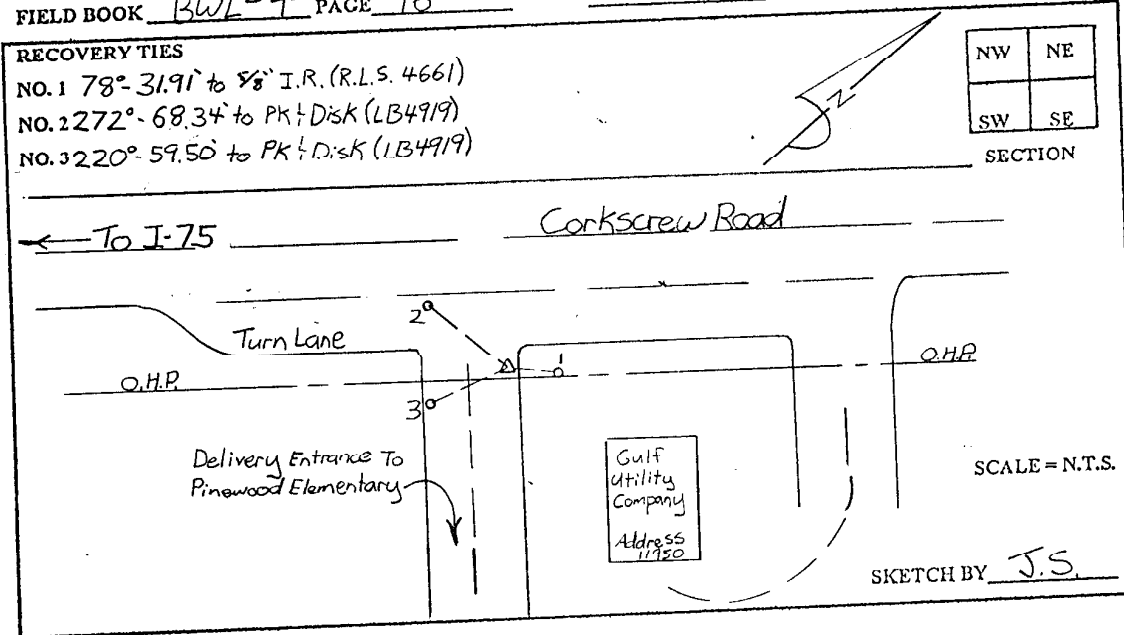 FIELD BOOK PAGE 10
RECOVERY TIES
NO. 1 78°-31.91' to 5/8" I.R. (R.L.S. 4661)
NO. 2 272°-68.34' to PK & Disk (LB4919)
NO. 3 220°-59.50' to PK & Disk (LB4919)
N
NW NE
SW SE
SECTION
Corkscrew Road
To I-75
2
Turn Lane
1
O.H.P.
O.H.P.
3
Delivery Entrance To
Pinewood Elementary
Gulf
Utility
Company
Address
11950
SCALE = N.T.S.
SKETCH BY J.S.